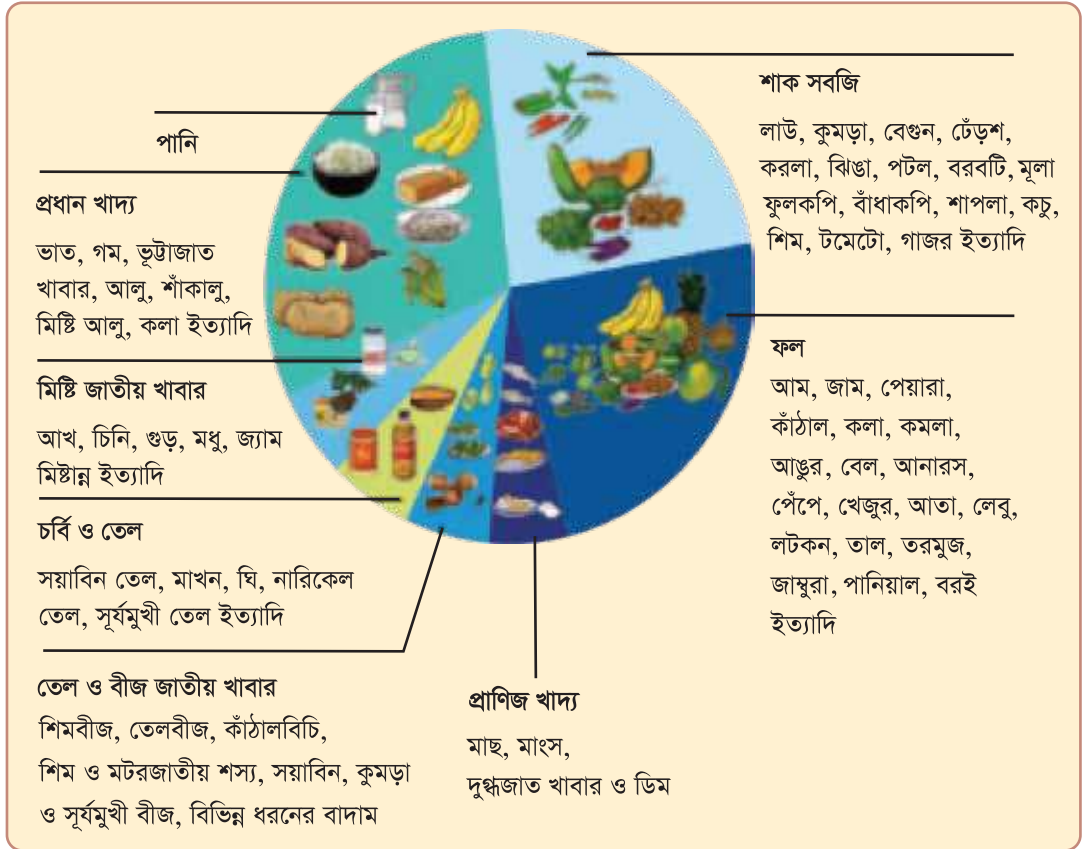 পানি
প্রধান খাদ্য
ভাত, গম, ভূট্টাজাত
খাবার, আলু, শাঁকালু,
মিষ্টি আলু, কলা ইত্যাদি
মিষ্টি জাতীয় খাবার
আখ, চিনি, গুড়, মধু, জ্যাম
মিষ্টান্ন ইত্যাদি
চর্বি ও তেল
সয়াবিন তেল, মাখন, ঘি, নারিকেল
তেল, সূর্যমুখী তেল ইত্যাদি
তেল ও বীজ জাতীয় খাবার
শিমবীজ, তেলবীজ, কাঁঠালবিচি,
শিম ও মটরজাতীয় শস্য, সয়াবিন, কুমড়া
ও সূর্যমুখী বীজ, বিভিন্ন ধরনের বাদাম
প্রাণিজ খাদ্য
মাছ, মাংস,
দুগ্ধজাত খাবার ও ডিম
শাক সবজি
লাউ, কুমড়া, বেগুন, ঢেঁড়শ,
করলা, ঝিঙা, পটল, বরবটি, মূলা
ফুলকপি, বাঁধাকপি, শাপলা, কচু,
শিম, টমেটো, গাজর ইত্যাদি
ফল
আম, জাম, পেয়ারা,
কাঁঠাল, কলা, কমলা,
আঙুর, বেল, আনারস,
পেঁপে, খেজুর, আতা, লেবু,
লটকন, তাল, তরমুজ,
জাম্বুরা, পানিয়াল, বরই
ইত্যাদি